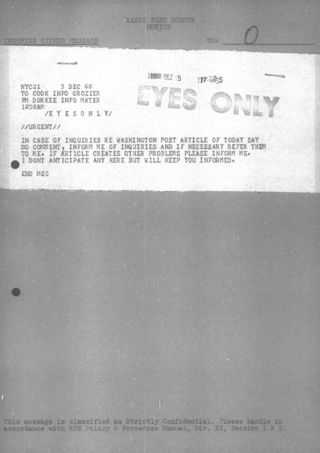 RADIO FREE EUROPE
MUNICH
INCOMING CIPHER MESSAGE TO: O
1968 DEC 5
NYC21 5 DEC 68
TO COOK INFO GROZIER
FM DURKEE INFO MATER
1058AM
/EYESONLY/
EYES ONLY
//URGENT//
IN CASE OF INQUIRIES RE WASHINGTON POST ARTICLE OF TODAY SAY
NO COMMENT, INFORM ME OF INQUIRIES AND IF NECESSARY REFER THEM
TO ME. IF ARTICLE CREATES OTHER PROBLEMS PLEASE INFORM ME.
I DONT ANTICIPATE ANY HERE BUT WILL KEEP YOU INFORMED.
END MSG
This message is classified as Strictly Confidential. Please handle in
accordance with RFE Policy & Procedure Manual, Div. XI, Section 1 & 2.